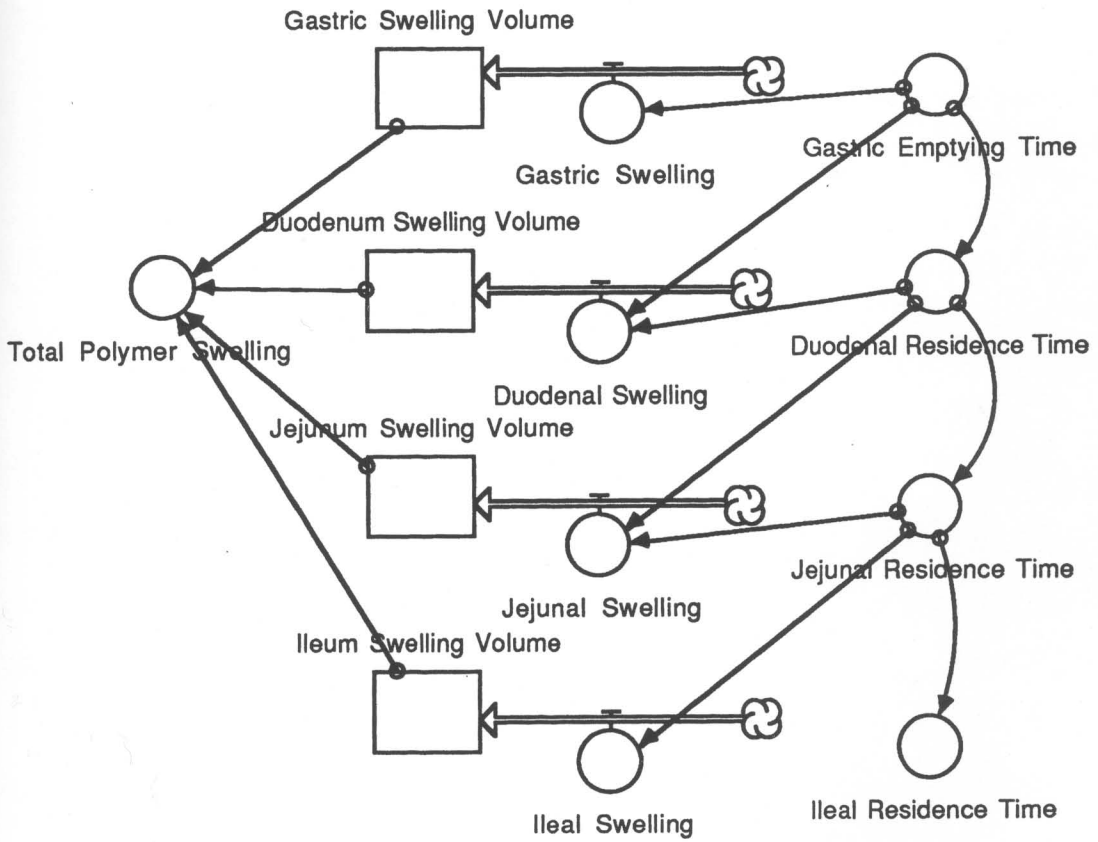 Gastric Swelling Volume
Gastric Emptying Time
Gastric Swelling
Duodenum Swelling Volume
Total Polymer Swelling
Duodenal Residence Time
Duodenal Swelling
Jejunum Swelling Volume
Jejunal Residence Time
Jejunal Swelling
Ileum Swelling Volume
Ileal Residence Time
Ileal Swelling